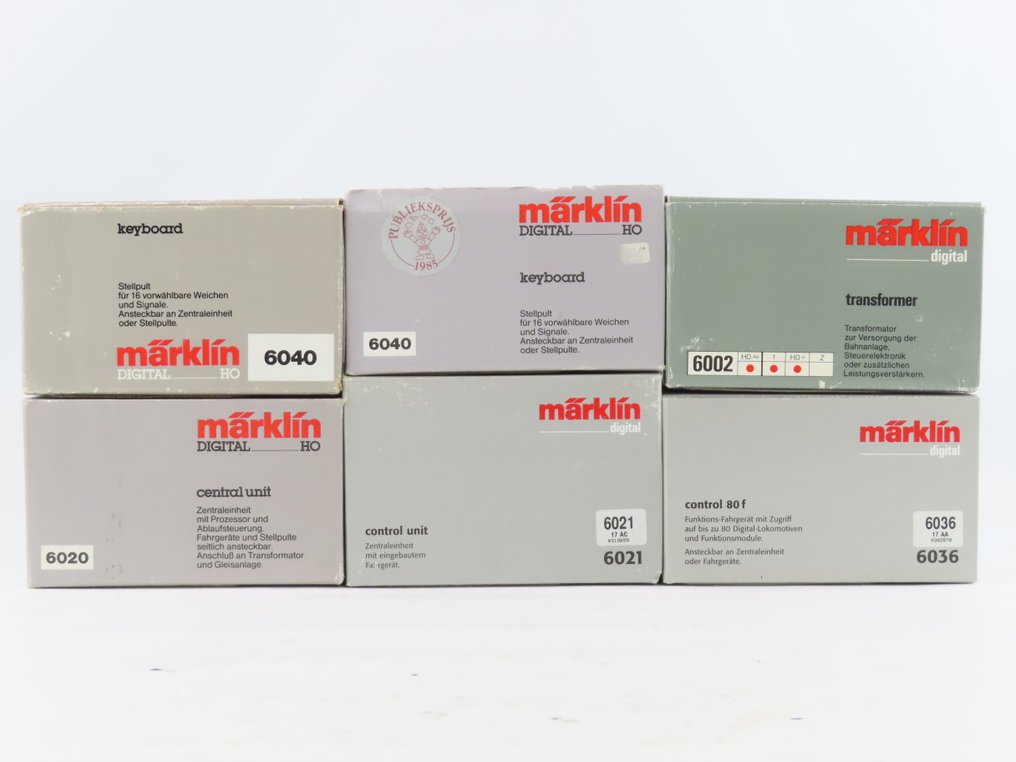 keyboard
Stellpult
für 16 vorwählbare Weichen
und Signale.
Ansteckbar an Zentraleinheit
oder Stellpulte.
märklin
DIGITAL HO
6040
PUBLIEKSPRIJS
1985
märklin
DIGITAL HO
keyboard
Stellpult
für 16 vorwählbare Weichen
und Signale.
Ansteckbar an Zentraleinheit
oder Stellpulte.
6040
märklin
digital
transformer
Transformator
zur Versorgung der
Bahnanlage,
Steuerelektronik
oder zusätzlichen
Leistungsverstärkern.
6002
H0≈ 1 H0= Z
märklin
DIGITAL HO
central unit
Zentraleinheit
mit Prozessor und
Ablaufsteuerung.
Fahrgeräte und Stellpulte
seitlich ansteckbar.
Anschluß an Transformator
und Gleisanlage.
6020
märklin
digital
control unit
Zentraleinheit
mit eingebautem
Fahrgerät.
6021
17 AC
6021
märklin
digital
control 80 f
Funktions-Fahrgerät mit Zugriff
auf bis zu 80 Digital-Lokomotiven
und Funktionsmodule.
Ansteckbar an Zentraleinheit
oder Fahrgeräte.
6036
17 AA
6036